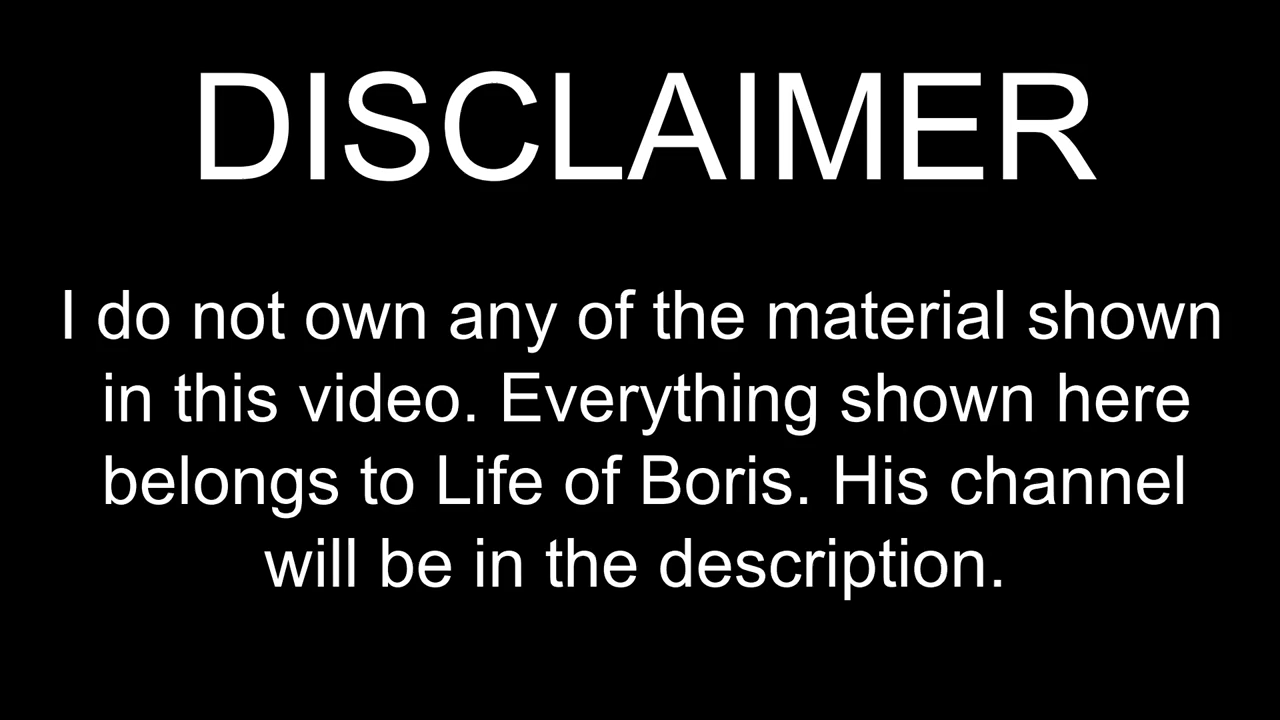 DISCLAIMER
I do not own any of the material shown
in this video. Everything shown here
belongs to Life of Boris. His channel
will be in the description.